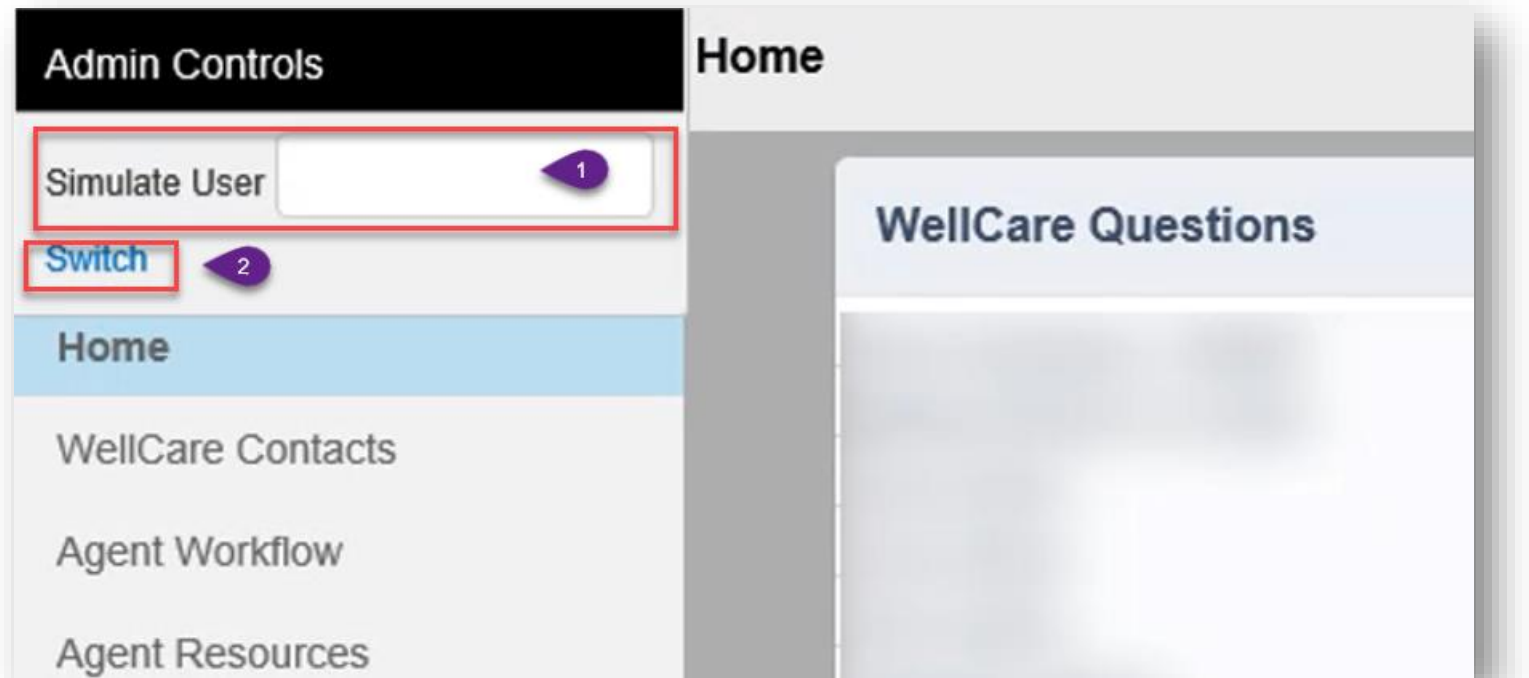 Admin Controls
Home
Simulate User
1
Switch
2
WellCare Questions
Home
WellCare Contacts
Agent Workflow
Agent Resources